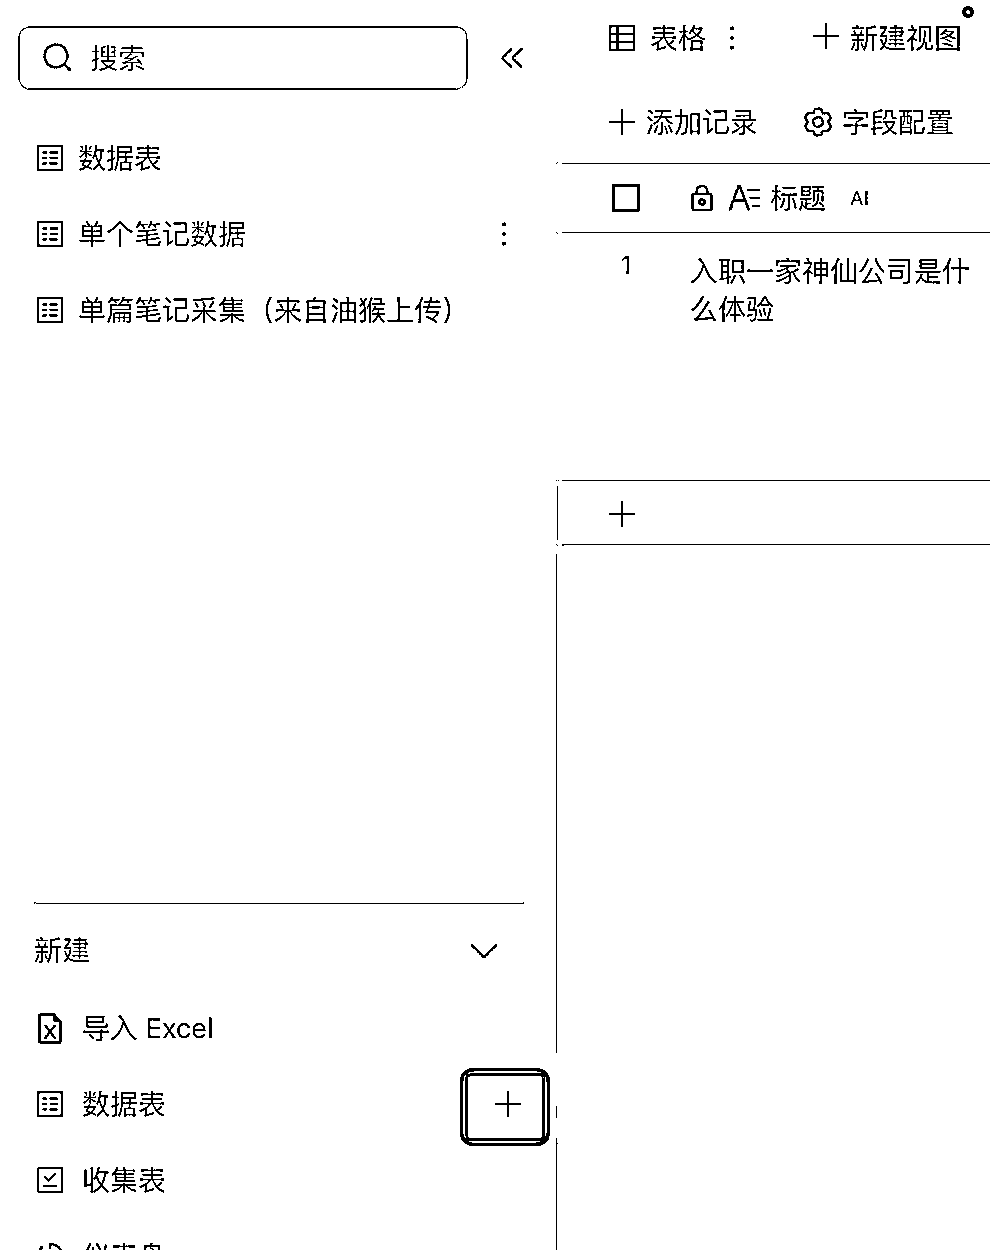 搜索
数据表
单个笔记数据
单篇笔记采集（来自油猴上传）
新建
导入 Excel
数据表
收集表
表格
新建视图
添加记录
字段配置
标题
1
入职一家神仙公司是什
么体验